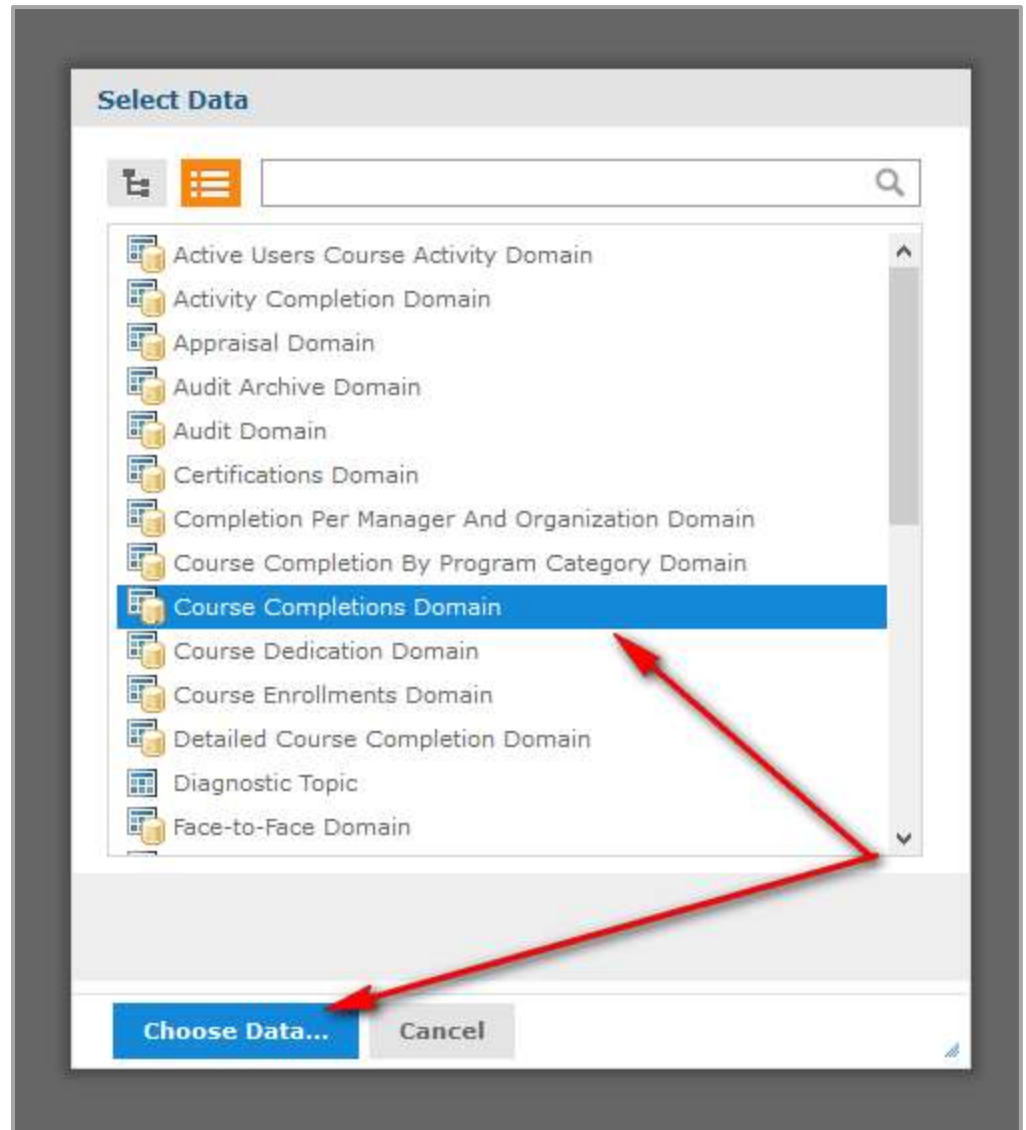 Select Data
Active Users Course Activity Domain
Activity Completion Domain
Appraisal Domain
Audit Archive Domain
Audit Domain
Certifications Domain
Completion Per Manager And Organization Domain
Course Completion By Program Category Domain
Course Completions Domain
Course Dedication Domain
Course Enrollments Domain
Detailed Course Completion Domain
Diagnostic Topic
Face-to-Face Domain
Choose Data...
Cancel